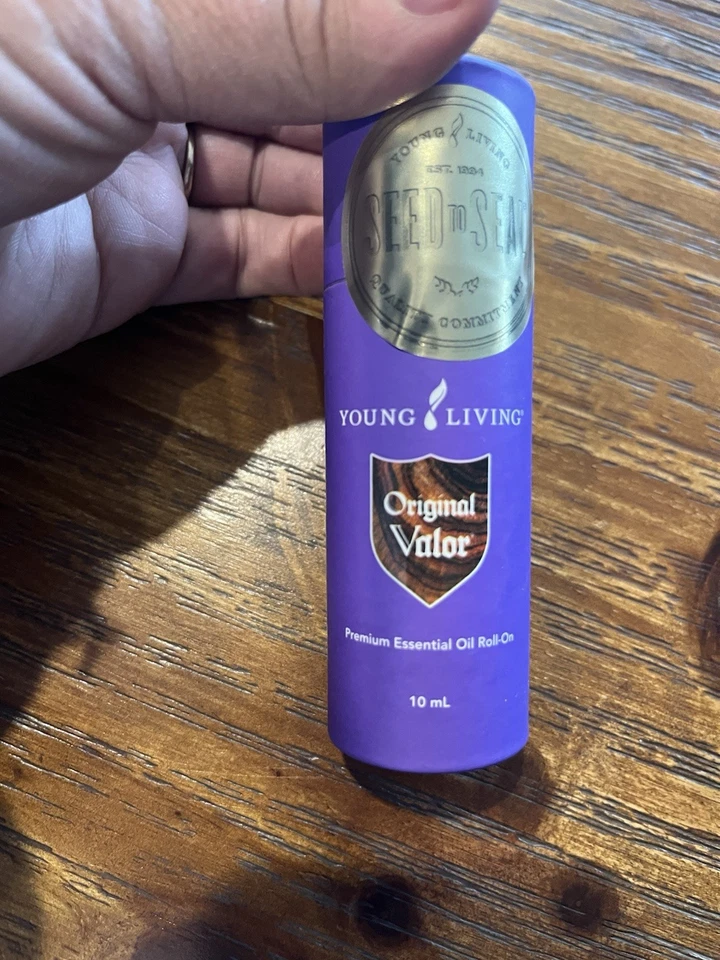 YOUNG LIVING
EST. 1994
SEED TO SEAL
QUALITY COMMITMENT
YOUNG LIVING®
Original
Valor
Premium Essential Oil Roll-On
10 mL